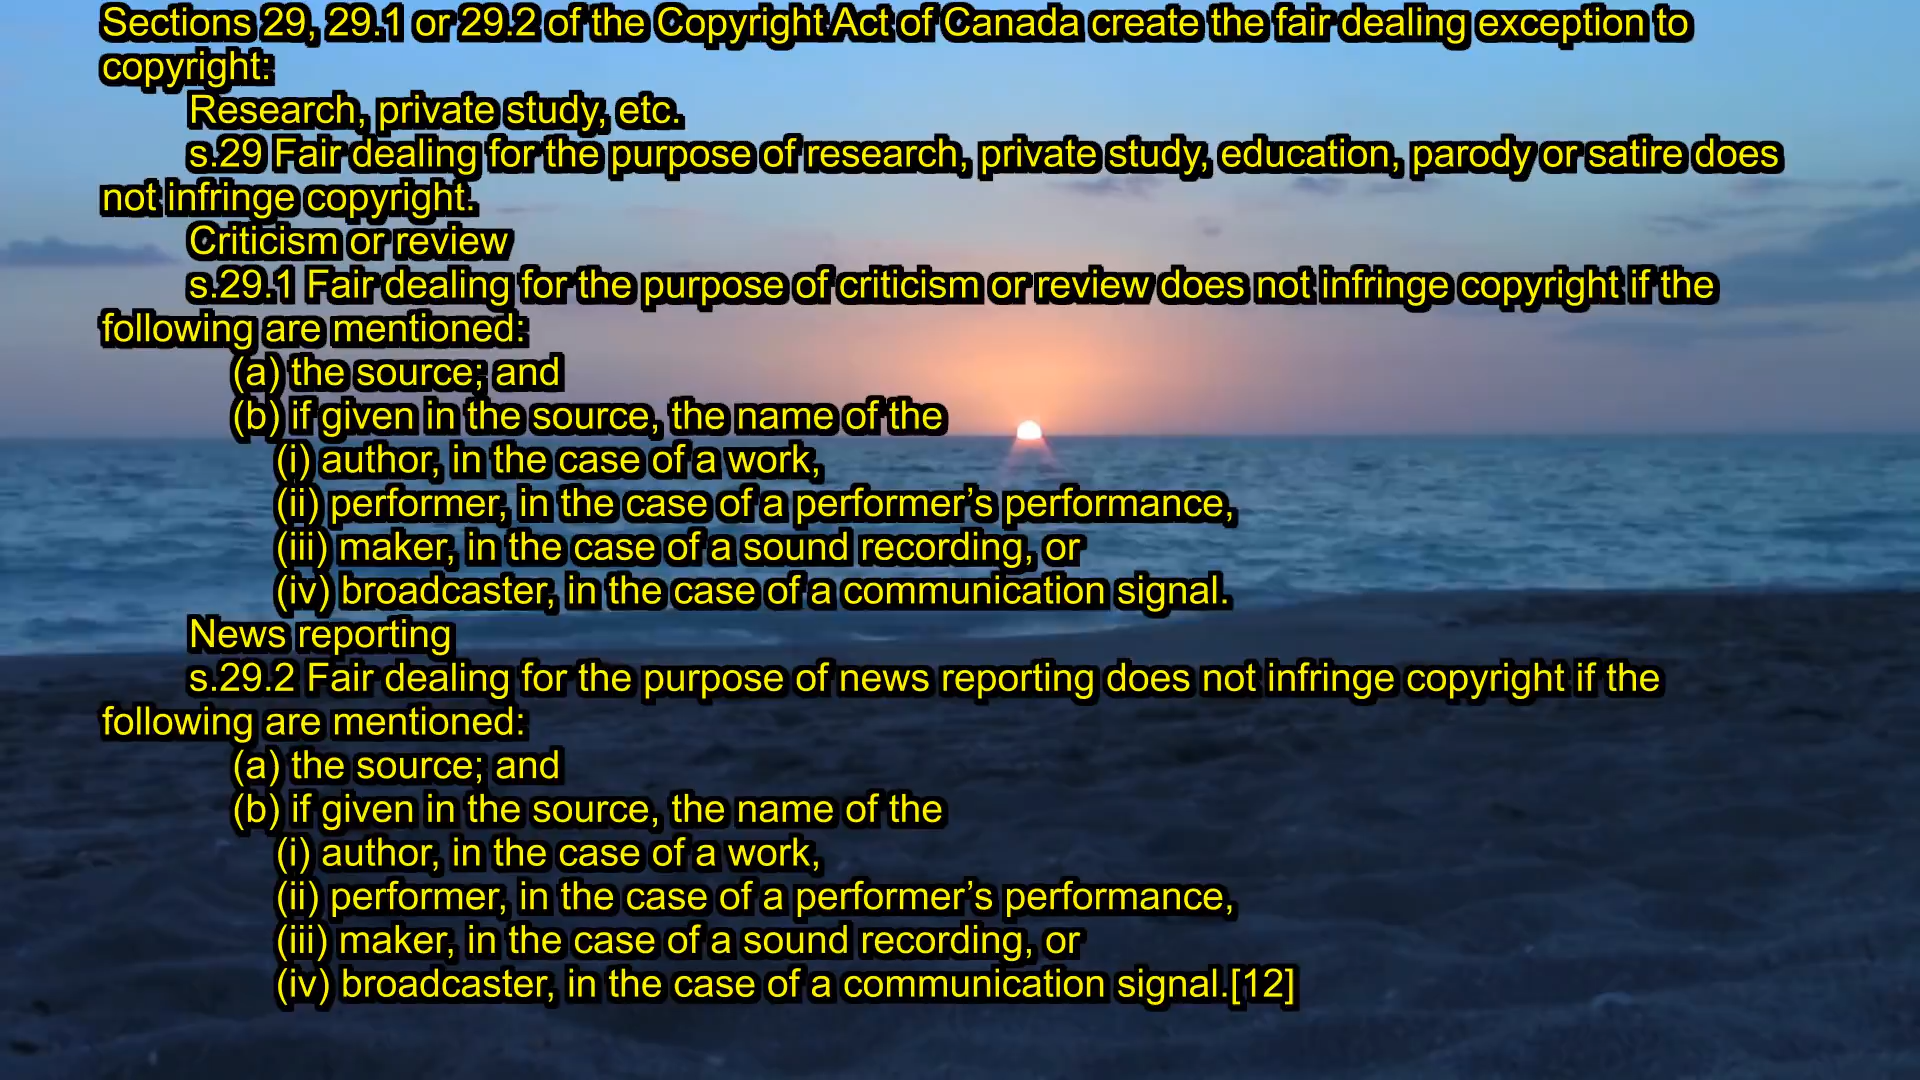 Sections 29, 29.1 or 29.2 of the Copyright Act of Canada create the fair dealing exception to
copyright:
Research, private study, etc.
s.29 Fair dealing for the purpose of research, private study, education, parody or satire does
not infringe copyright.
Criticism or review
s.29.1 Fair dealing for the purpose of criticism or review does not infringe copyright if the
following are mentioned:
(a) the source; and
(b) if given in the source, the name of the
(i) author, in the case of a work,
(ii) performer, in the case of a performer’s performance,
(iii) maker, in the case of a sound recording, or
(iv) broadcaster, in the case of a communication signal.
News reporting
s.29.2 Fair dealing for the purpose of news reporting does not infringe copyright if the
following are mentioned:
(a) the source; and
(b) if given in the source, the name of the
(i) author, in the case of a work,
(ii) performer, in the case of a performer’s performance,
(iii) maker, in the case of a sound recording, or
(iv) broadcaster, in the case of a communication signal.[12]